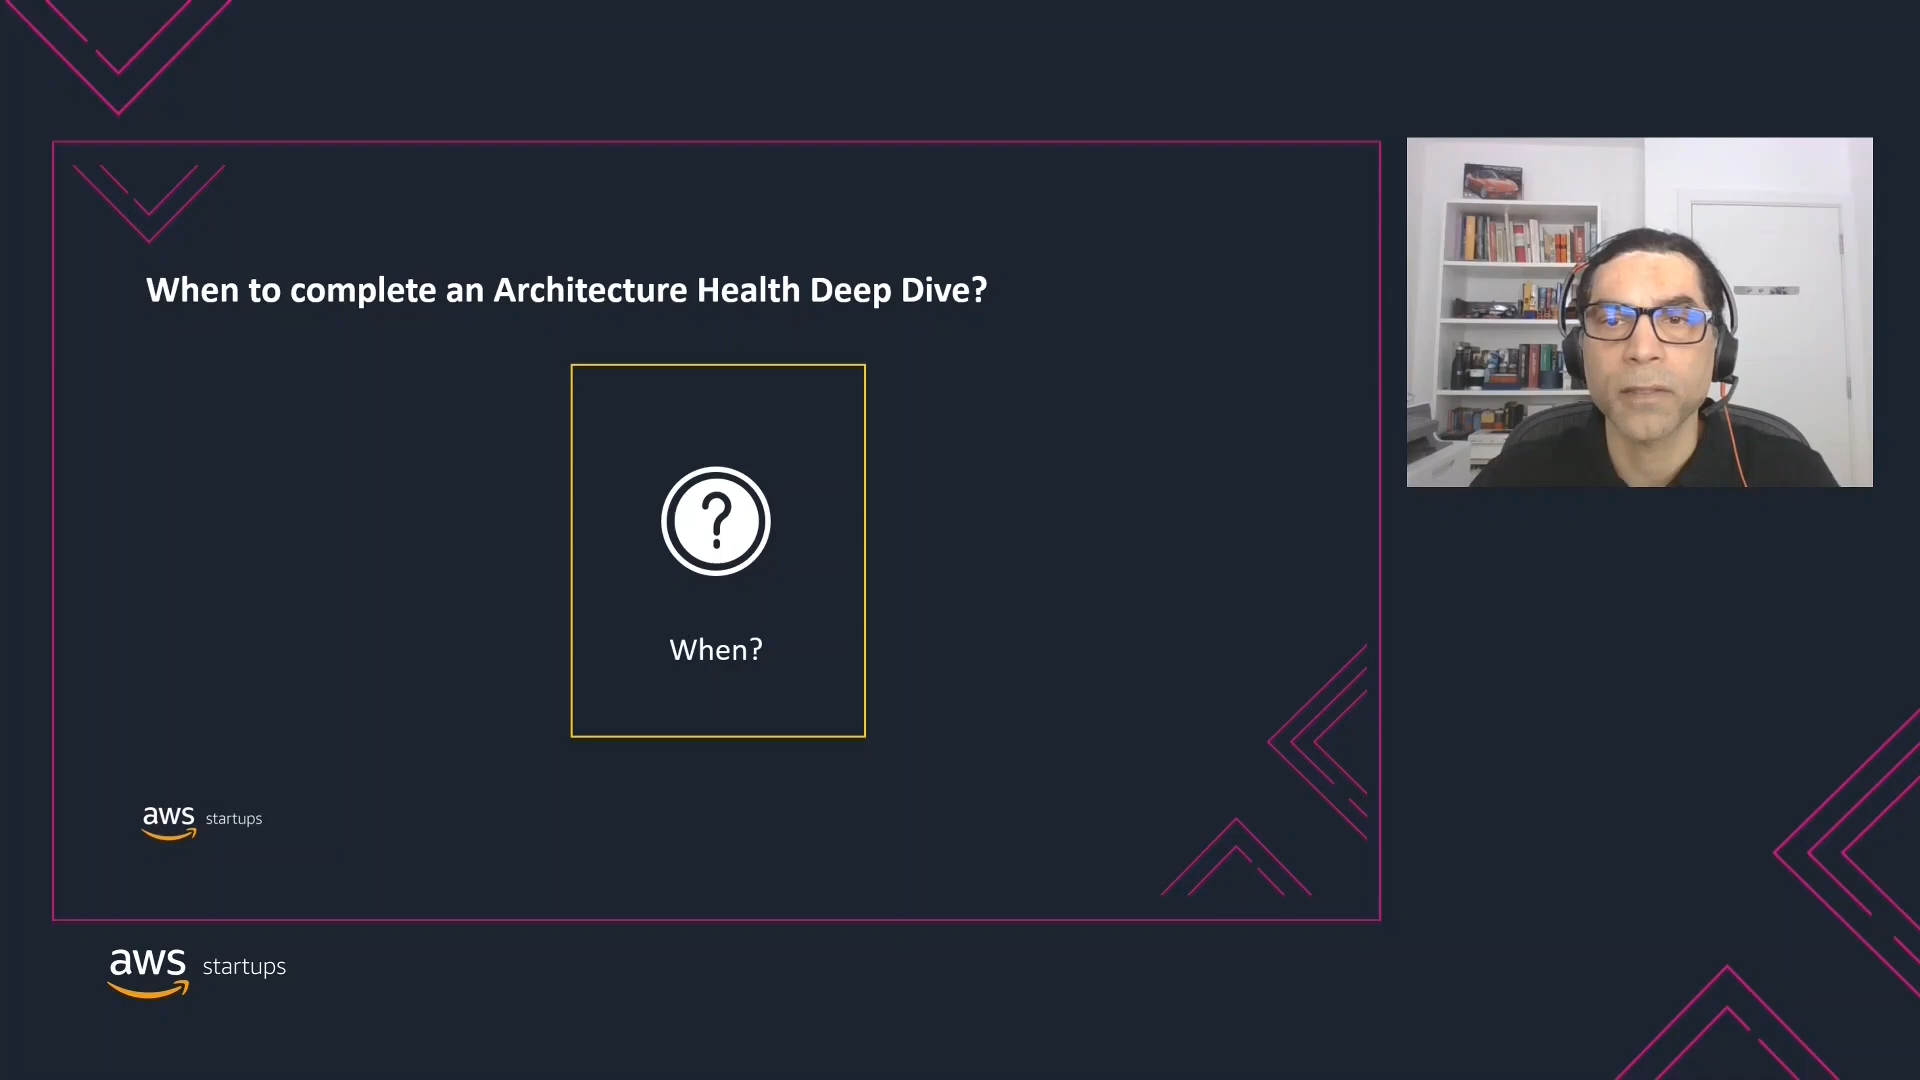 When to complete an Architecture Health Deep Dive?
?
When?
aws startups
aws startups